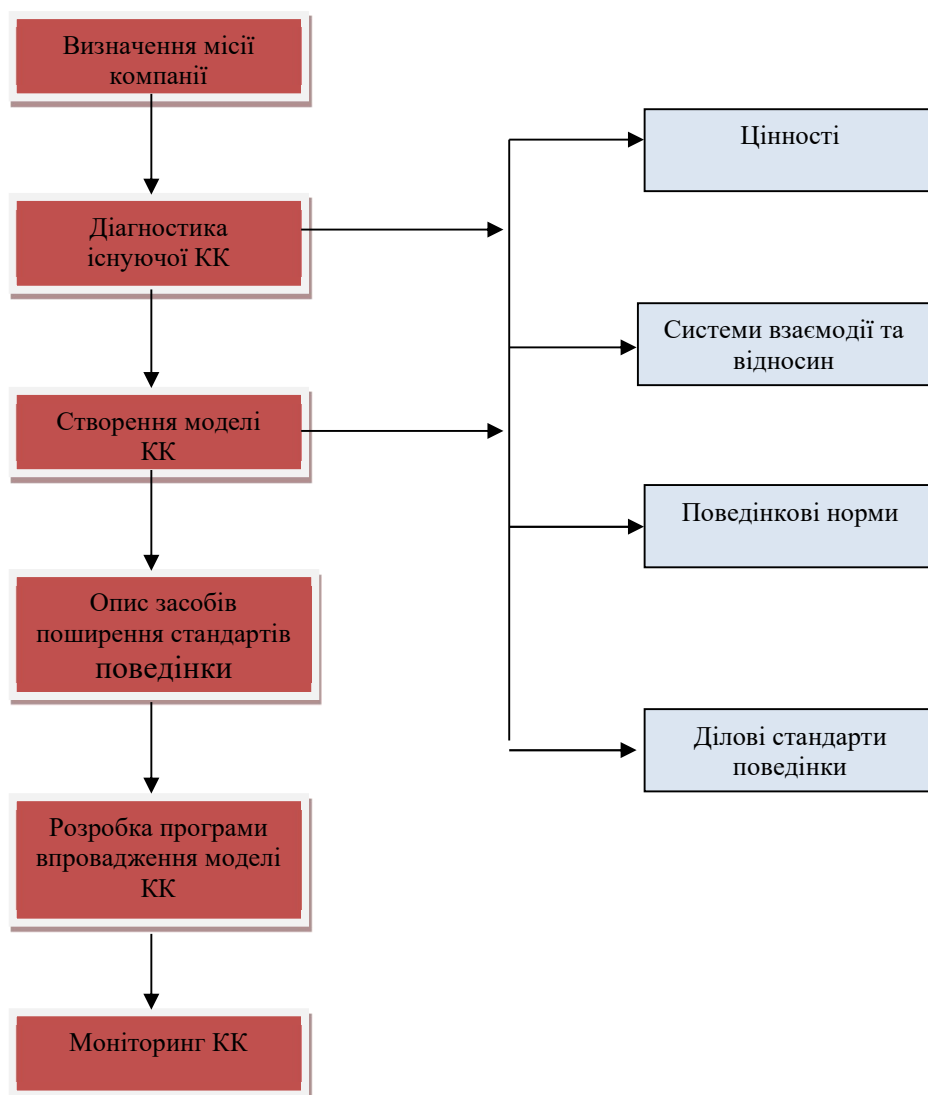 Визначення місії
компанії
Діагностика
існуючої КК
Створення моделі
КК
Опис засобів
поширення стандартів
поведінки
Розробка програми
впровадження моделі
КК
Моніторинг КК
Цінності
Системи взаємодії та
відносин
Поведінкові норми
Ділові стандарти
поведінки